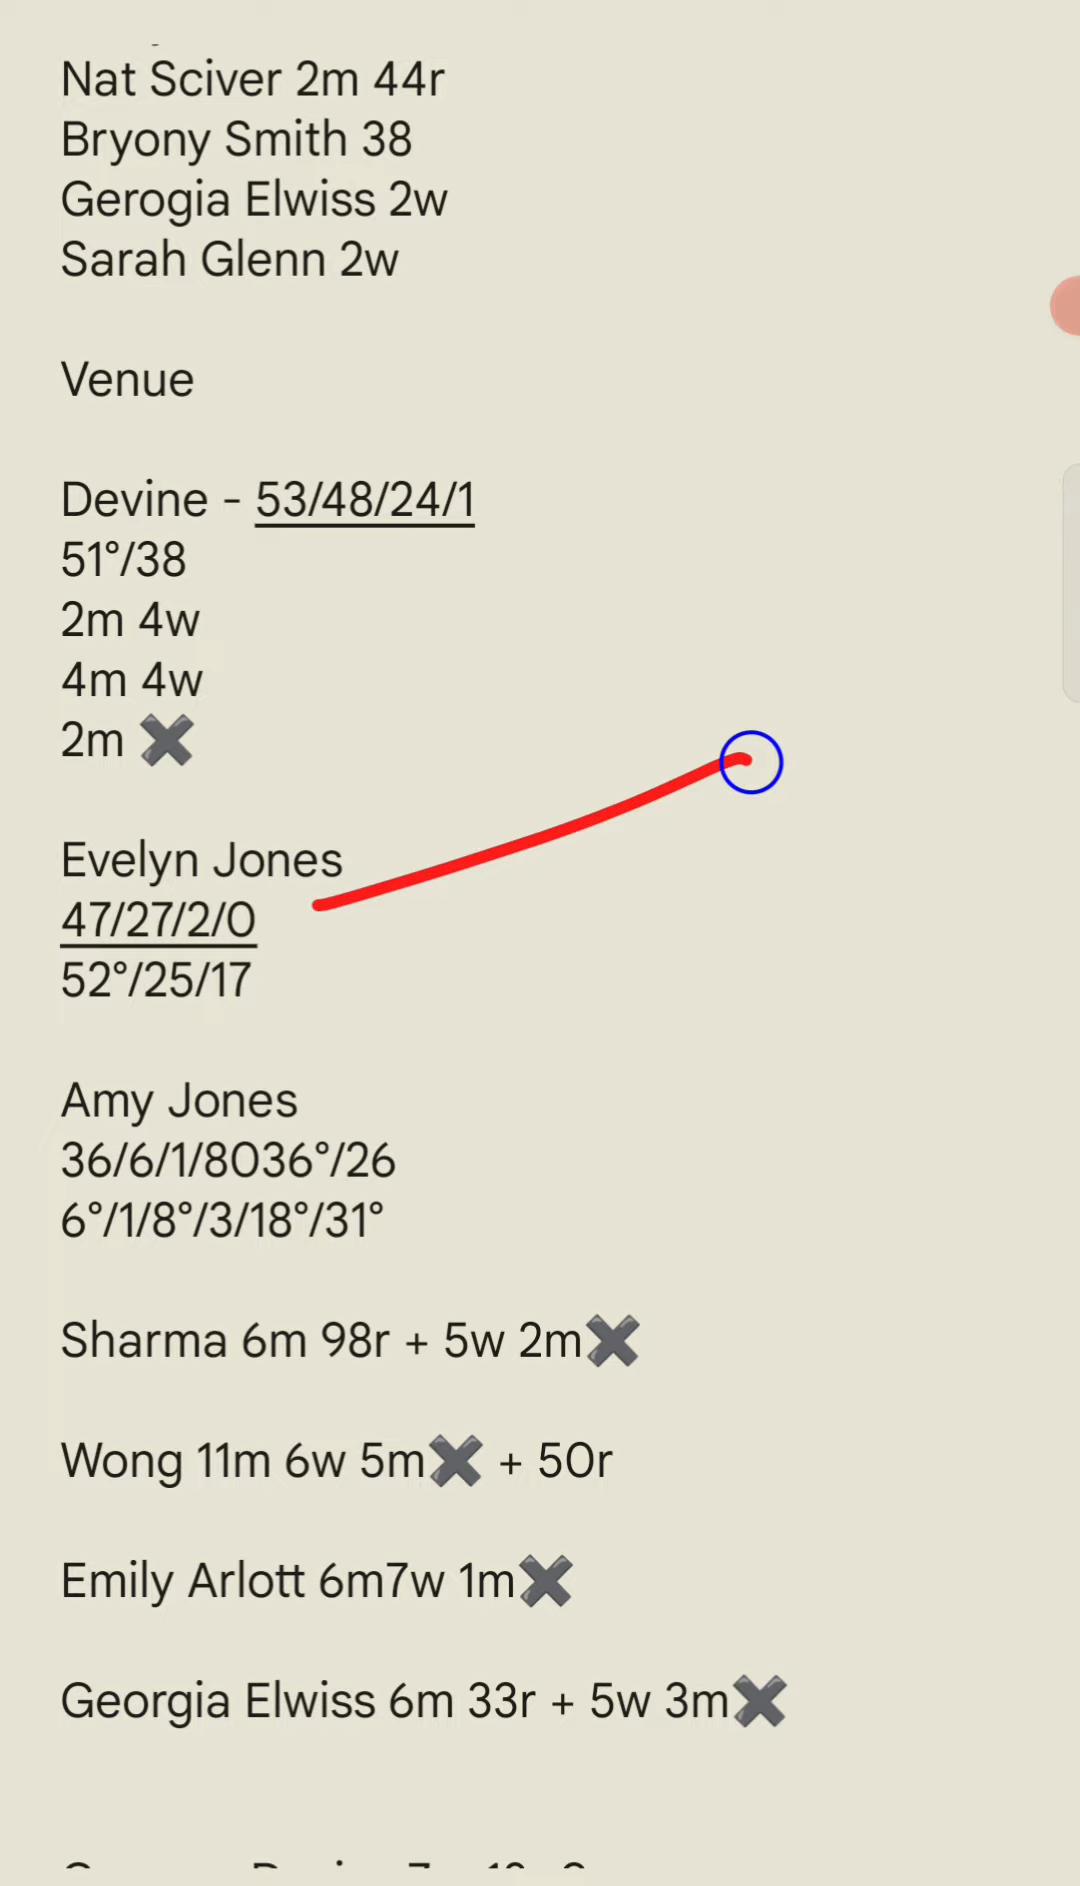 Nat Sciver 2m 44r
Bryony Smith 38
Gerogia Elwiss 2w
Sarah Glenn 2w
Venue
Devine - 53/48/24/1
51°/38
2m 4w
4m 4w
2m ✖
Evelyn Jones
47/27/2/0
52°/25/17
Amy Jones
36/6/1/8036°/26
6°/1/8°/3/18°/31°
Sharma 6m 98r + 5w 2m✖
Wong 11m 6w 5m✖ + 50r
Emily Arlott 6m7w 1m✖
Georgia Elwiss 6m 33r + 5w 3m✖